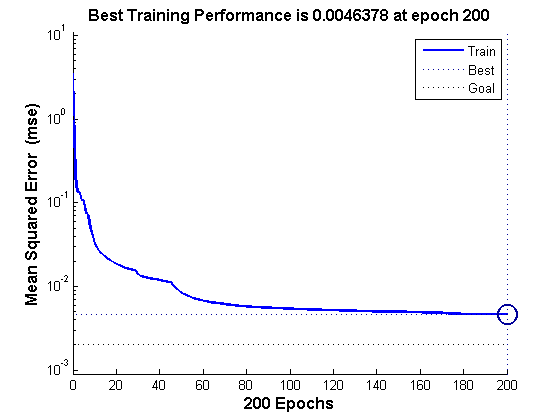 Best Training Performance is 0.0046378 at epoch 200
10^1
10^0
10^-1
10^-2
10^-3
Mean Squared Error (mse)
Train
Best
Goal
0 20 40 60 80 100 120 140 160 180 200
200 Epochs